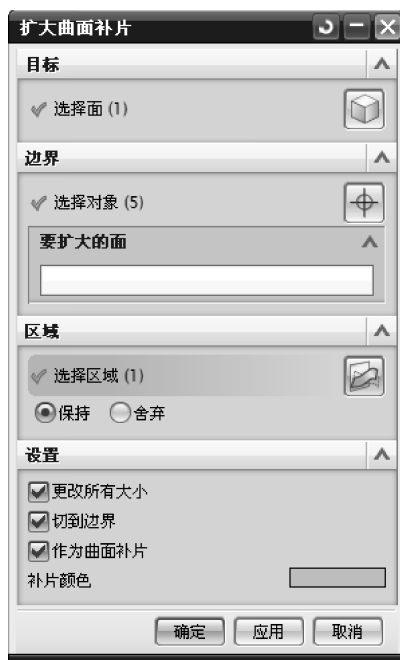 扩大曲面补片
目标
选择面 (1)
边界
选择对象 (5)
要扩大的面
区域
选择区域 (1)
保持 舍弃
设置
更改所有大小
切到边界
作为曲面补片
补片颜色
确定 应用 取消